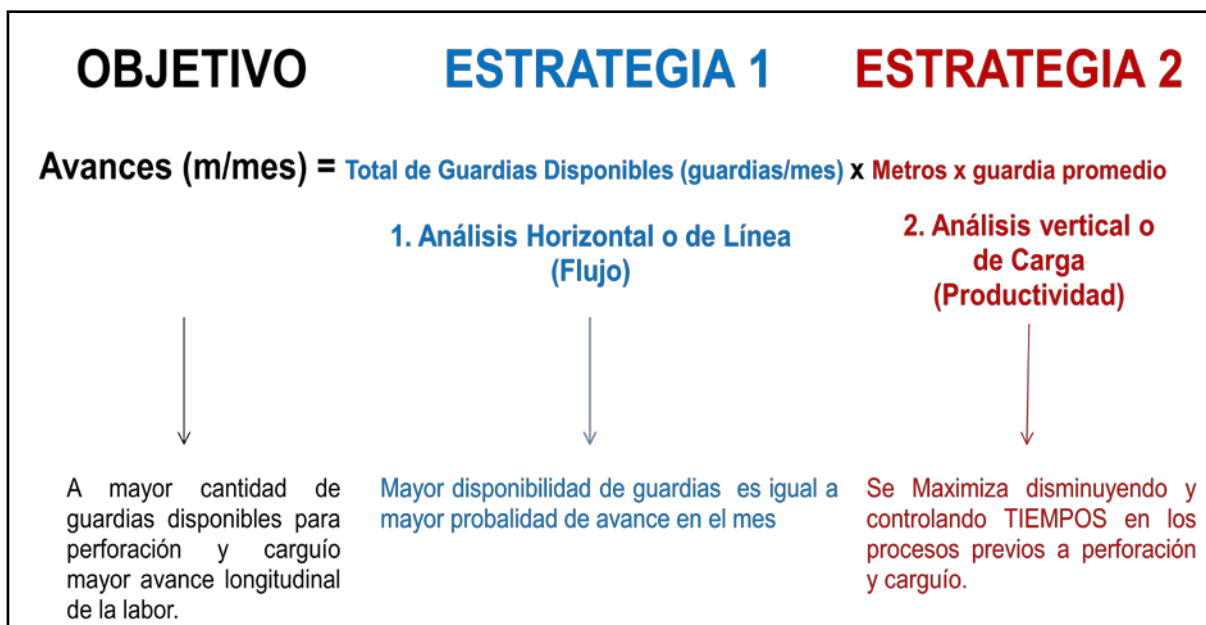 OBJETIVO
ESTRATEGIA 1
ESTRATEGIA 2
Avances (m/mes) = Total de Guardias Disponibles (guardias/mes) x Metros x guardia promedio
1. Análisis Horizontal o de Línea
(Flujo)
2. Análisis vertical o
de Carga
(Productividad)
A mayor cantidad de
guardias disponibles para
perforación y carguío
mayor avance longitudinal
de la labor.
Mayor disponibilidad de guardias es igual a
mayor probalidad de avance en el mes
Se Maximiza disminuyendo y
controlando TIEMPOS en los
procesos previos a perforación
y carguío.